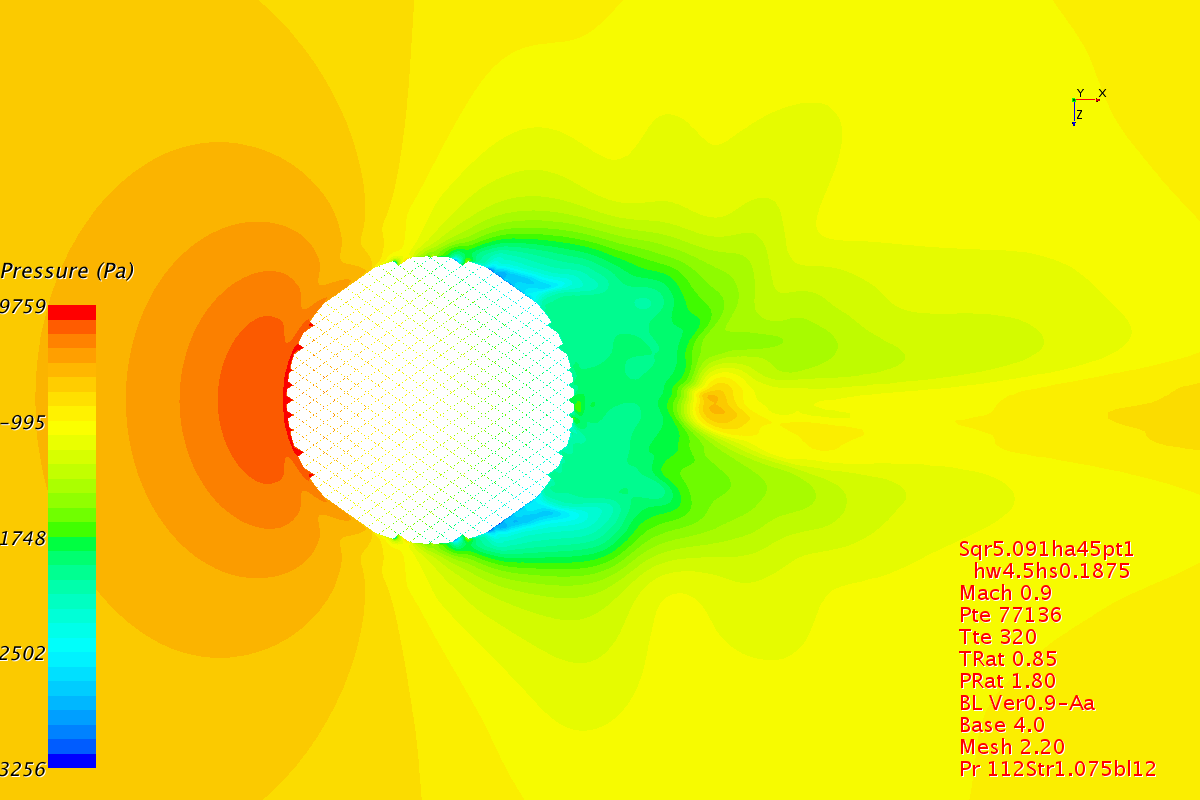 Y X
Z
Pressure (Pa)
9759
-995
1748
2502
3256
Sqr5.091ha45pt1
hw4.5hs0.1875
Mach 0.9
Pte 77136
Tte 320
TRat 0.85
PRat 1.80
BL Ver0.9-Aa
Base 4.0
Mesh 2.20
Pr 112Str1.075bl12